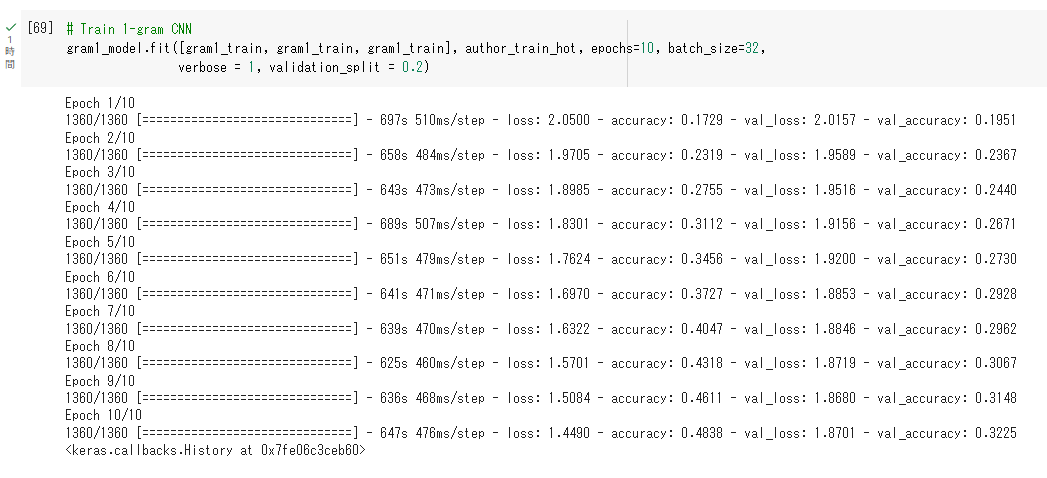 [69] # Train 1-gram CNN
gram1_model.fit([gram1_train, gram1_train, gram1_train], author_train_hot, epochs=10, batch_size=32,
verbose = 1, validation_split = 0.2)
1
時
間
Epoch 1/10
1360/1360 [==============================] - 697s 510ms/step - loss: 2.0500 - accuracy: 0.1729 - val_loss: 2.0157 - val_accuracy: 0.1951
Epoch 2/10
1360/1360 [==============================] - 658s 484ms/step - loss: 1.9705 - accuracy: 0.2319 - val_loss: 1.9589 - val_accuracy: 0.2367
Epoch 3/10
1360/1360 [==============================] - 643s 473ms/step - loss: 1.8985 - accuracy: 0.2755 - val_loss: 1.9516 - val_accuracy: 0.2440
Epoch 4/10
1360/1360 [==============================] - 689s 507ms/step - loss: 1.8301 - accuracy: 0.3112 - val_loss: 1.9156 - val_accuracy: 0.2671
Epoch 5/10
1360/1360 [==============================] - 651s 479ms/step - loss: 1.7624 - accuracy: 0.3456 - val_loss: 1.9200 - val_accuracy: 0.2730
Epoch 6/10
1360/1360 [==============================] - 641s 471ms/step - loss: 1.6970 - accuracy: 0.3727 - val_loss: 1.8853 - val_accuracy: 0.2928
Epoch 7/10
1360/1360 [==============================] - 639s 470ms/step - loss: 1.6322 - accuracy: 0.4047 - val_loss: 1.8846 - val_accuracy: 0.2962
Epoch 8/10
1360/1360 [==============================] - 625s 460ms/step - loss: 1.5701 - accuracy: 0.4318 - val_loss: 1.8719 - val_accuracy: 0.3067
Epoch 9/10
1360/1360 [==============================] - 636s 468ms/step - loss: 1.5084 - accuracy: 0.4611 - val_loss: 1.8680 - val_accuracy: 0.3148
Epoch 10/10
1360/1360 [==============================] - 647s 476ms/step - loss: 1.4490 - accuracy: 0.4838 - val_loss: 1.8701 - val_accuracy: 0.3225
<keras.callbacks.History at 0x7fe06c3ceb60>